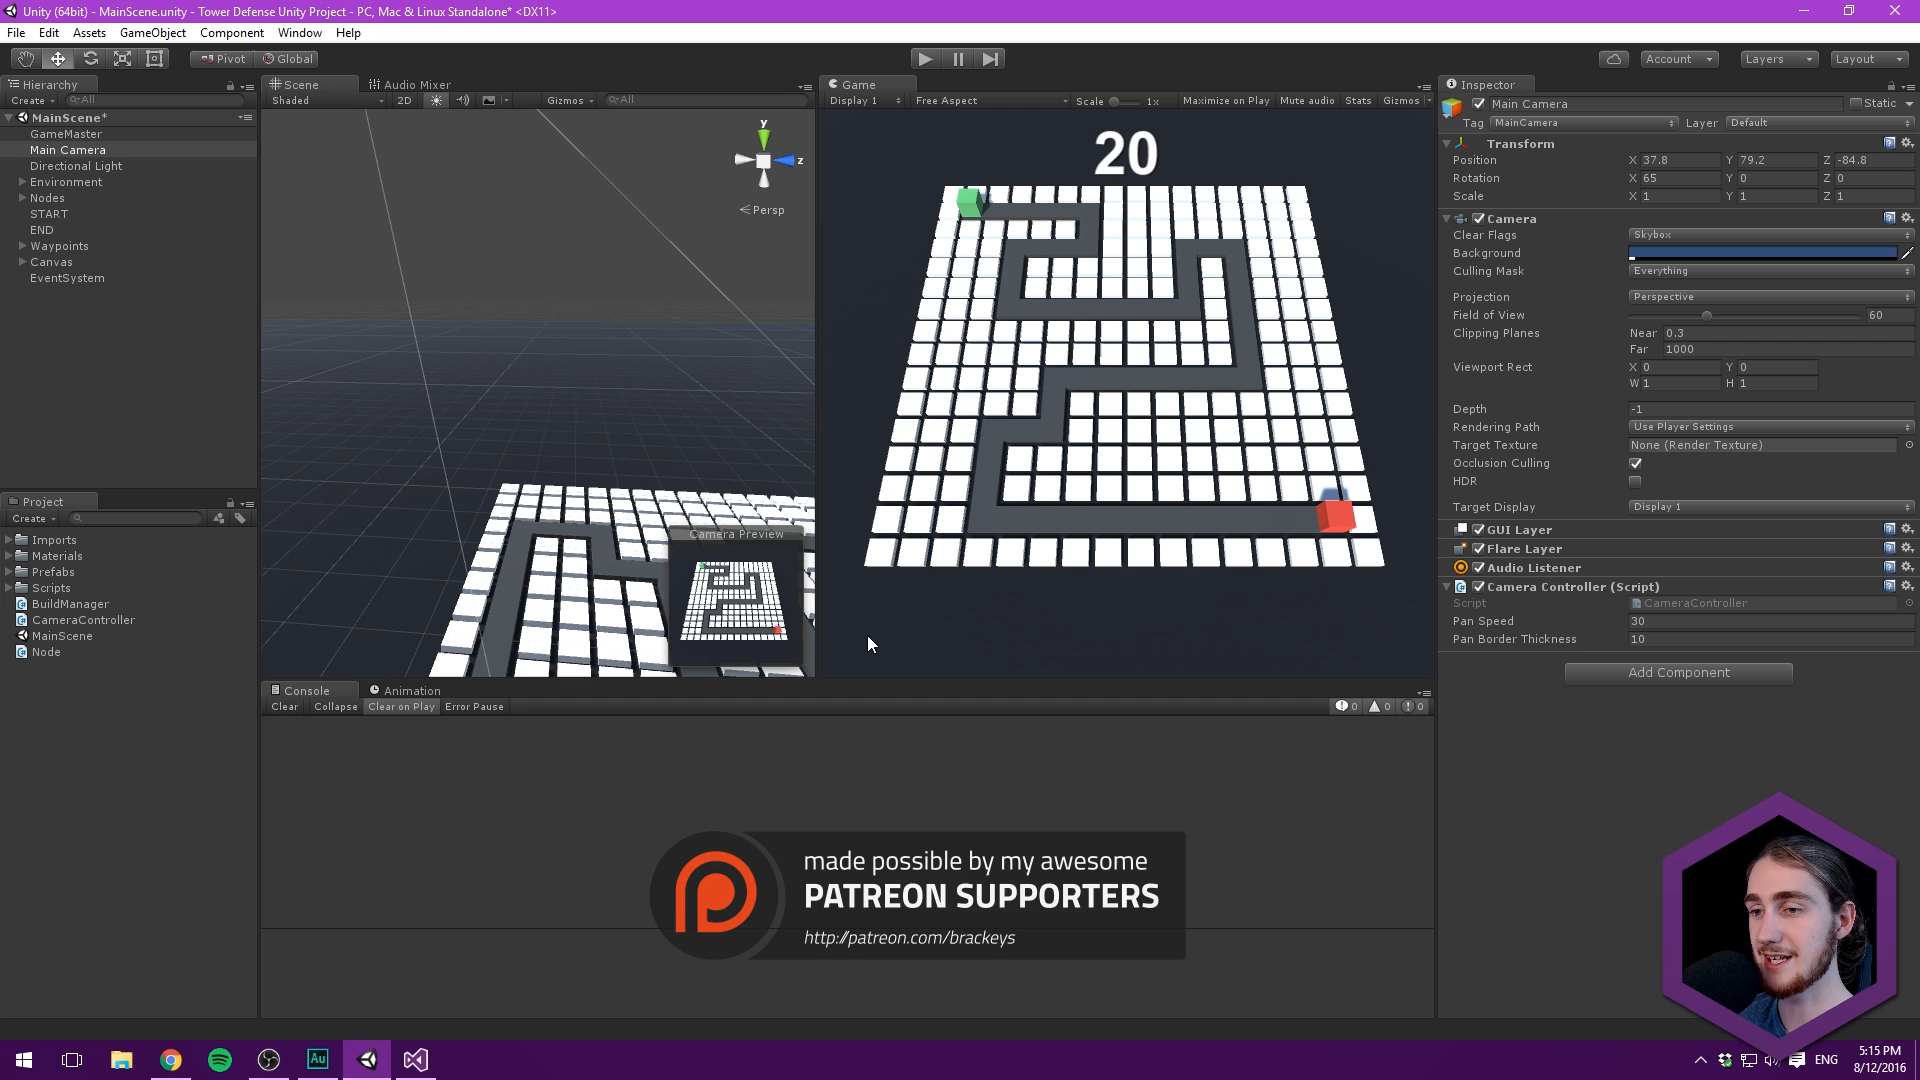 Unity (64bit) - MainScene.unity - Tower Defense Unity Project - PC, Mac & Linux Standalone* <DX11>
File Edit Assets GameObject Component Window Help
Pivot Global Account Layers Layout
Hierarchy
Create All
MainScene*
GameMaster
Main Camera
Directional Light
Environment
Nodes
START
END
Waypoints
Canvas
EventSystem
Project
Create
Imports
Materials
Prefabs
Scripts
BuildManager
CameraController
MainScene
Node
Scene Audio Mixer
Shaded 2D Gizmos All
y
z
Persp
Camera Preview
Game
Display 1 Free Aspect Scale 1x Maximize on Play Mute audio Stats Gizmos
20
Console Animation
Clear Collapse Clear on Play Error Pause 0 0 0
made possible by my awesome
PATREON SUPPORTERS
http://patreon.com/brackeys
Inspector
Main Camera Static
Tag MainCamera Layer Default
Transform
Position X 37.8 Y 79.2 Z -84.8
Rotation X 65 Y 0 Z 0
Scale X 1 Y 1 Z 1
Camera
Clear Flags Skybox
Background
Culling Mask Everything
Projection Perspective
Field of View 60
Clipping Planes Near 0.3
Far 1000
Viewport Rect X 0 Y 0
W 1 H 1
Depth -1
Rendering Path Use Player Settings
Target Texture None (Render Texture)
Occlusion Culling
HDR
Target Display Display 1
GUI Layer
Flare Layer
Audio Listener
Camera Controller (Script)
Script CameraController
Pan Speed 30
Pan Border Thickness 10
Add Component
Au
ENG
5:15 PM
8/12/2016